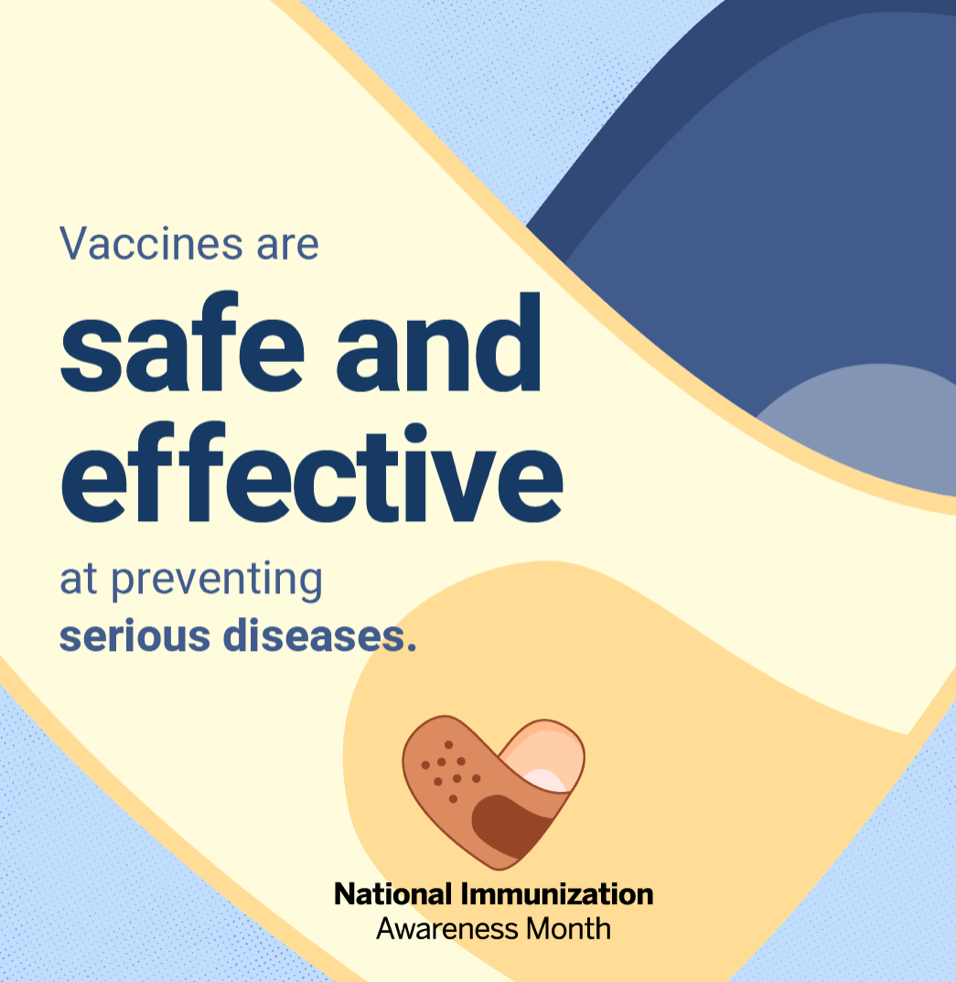 Vaccines are
safe and
effective
at preventing
serious diseases.
National Immunization
Awareness Month